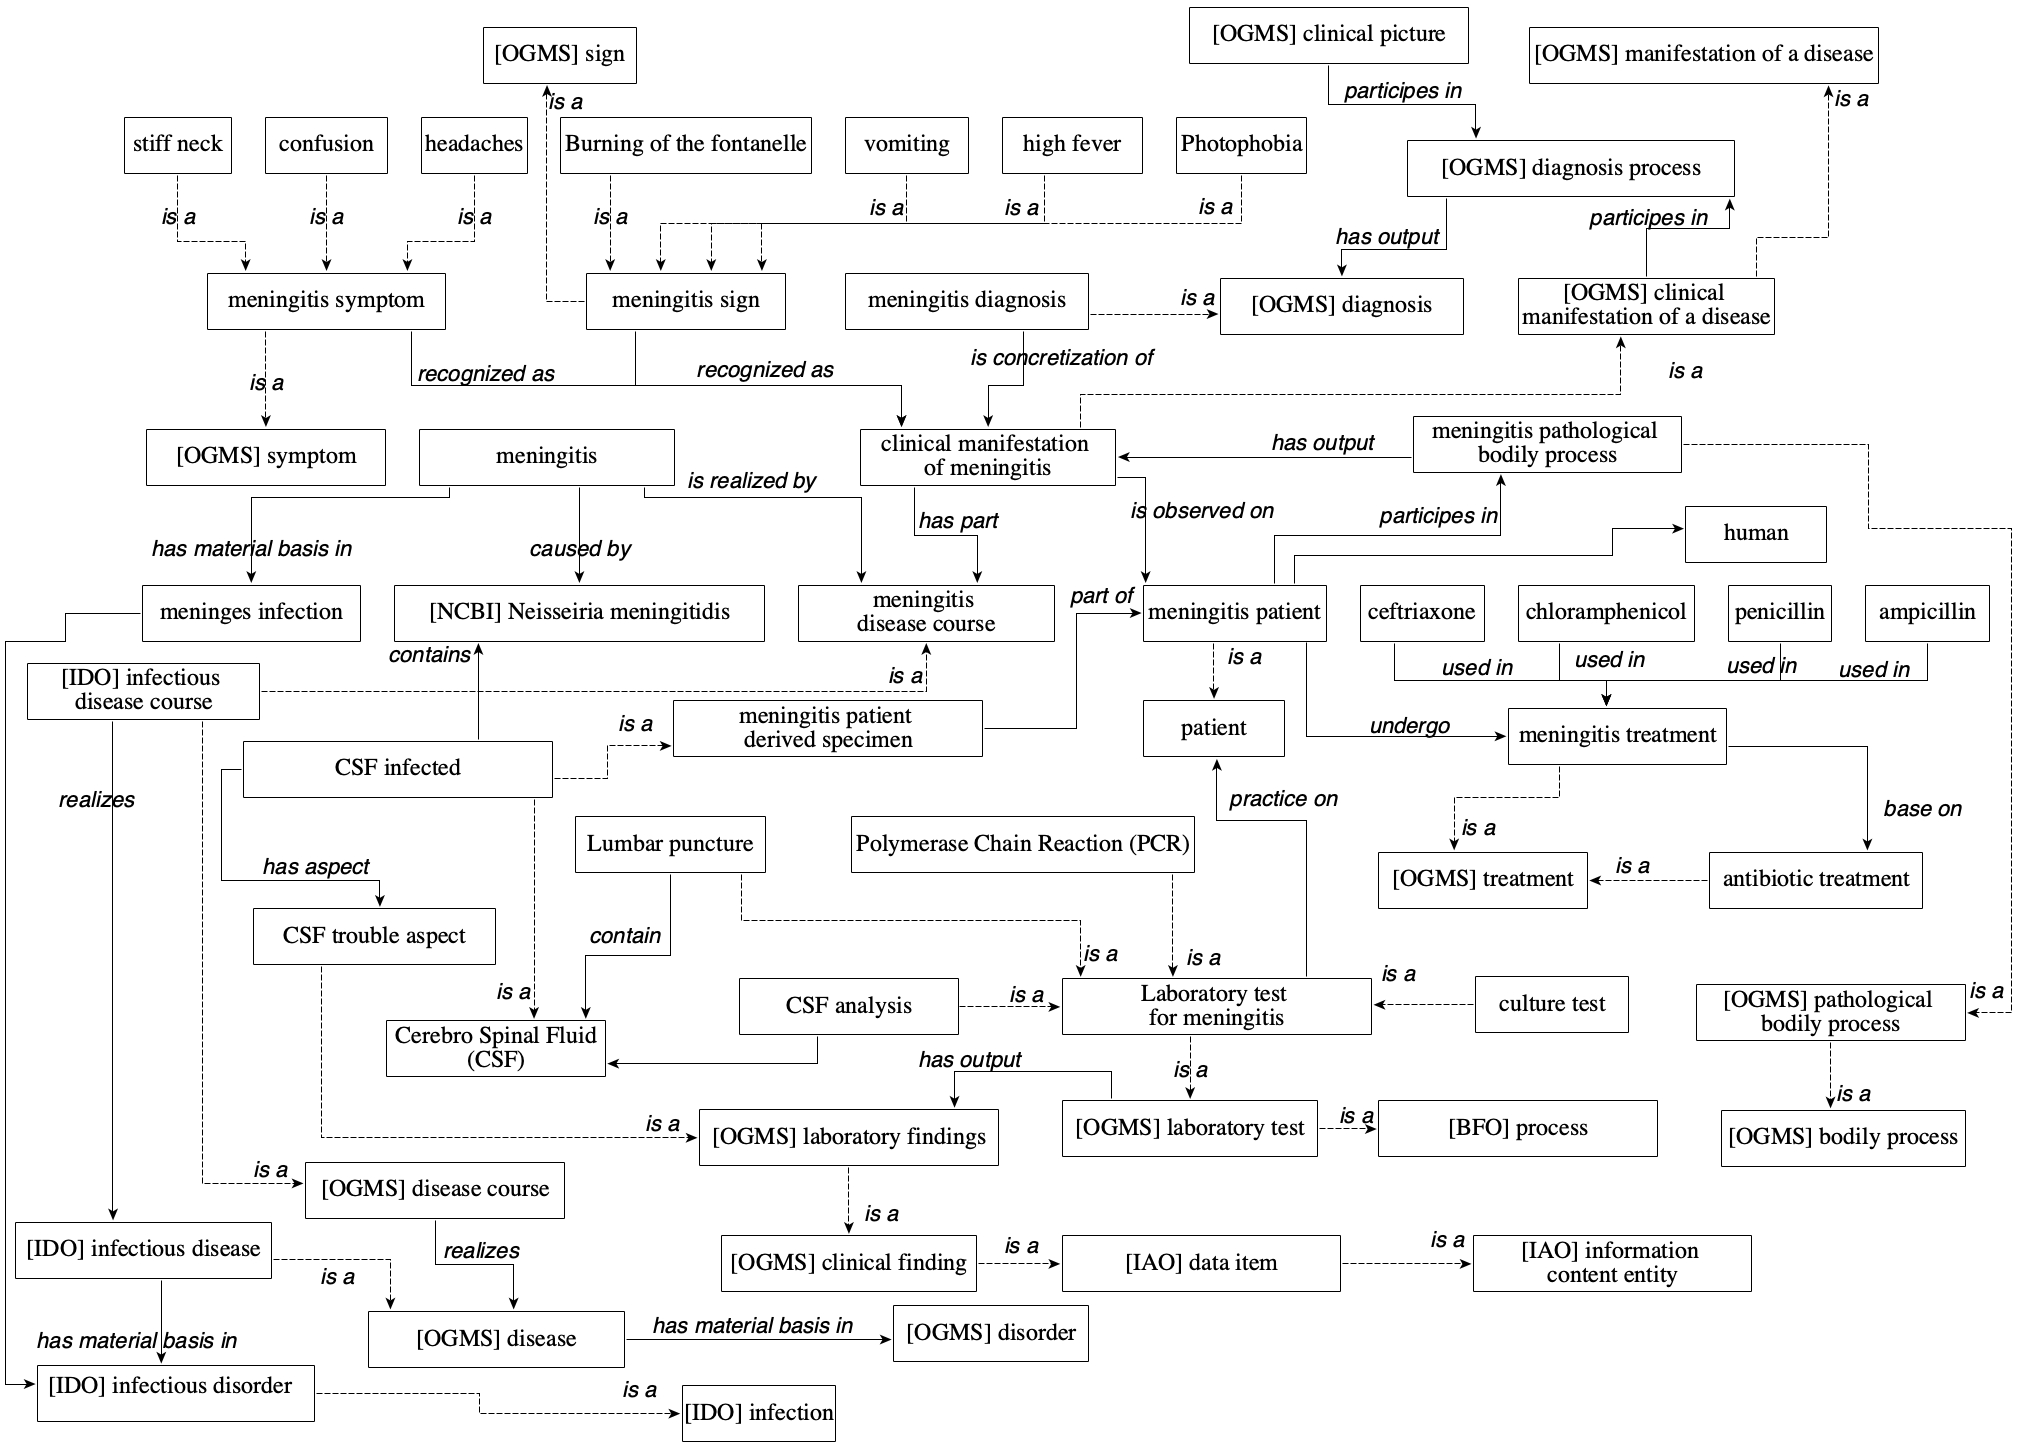 [OGMS] clinical picture
[OGMS] sign
[OGMS] manifestation of a disease
participes in
is a
is a
stiff neck
confusion
headaches
Burning of the fontanelle
vomiting
high fever
Photophobia
[OGMS] diagnosis process
is a
is a
is a
is a
is a
is a
is a
participes in
has output
meningitis symptom
meningitis sign
meningitis diagnosis
is a
[OGMS] diagnosis
[OGMS] clinical
manifestation of a disease
is concretization of
recognized as
recognized as
is a
is a
[OGMS] symptom
meningitis
clinical manifestation
of meningitis
has output
meningitis pathological
bodily process
is realized by
has part
is observed on
participes in
human
has material basis in
caused by
meninges infection
[NCBI] Neisseiria meningitidis
meningitis
disease course
part of
meningitis patient
ceftriaxone
chloramphenicol
penicillin
ampicillin
contains
is a
used in
used in
used in
used in
[IDO] infectious
disease course
is a
is a
meningitis patient
derived specimen
patient
undergo
meningitis treatment
CSF infected
realizes
practice on
base on
is a
Lumbar puncture
Polymerase Chain Reaction (PCR)
has aspect
[OGMS] treatment
is a
antibiotic treatment
CSF trouble aspect
contain
is a
is a
is a
is a
CSF analysis
is a
Laboratory test
for meningitis
culture test
[OGMS] pathological
bodily process
is a
Cerebro Spinal Fluid
(CSF)
has output
is a
is a
is a
[OGMS] laboratory findings
[OGMS] laboratory test
is a
[BFO] process
[OGMS] bodily process
is a
[OGMS] disease course
is a
[IDO] infectious disease
realizes
is a
[OGMS] clinical finding
is a
[IAO] data item
is a
[IAO] information
content entity
has material basis in
[OGMS] disease
has material basis in
[OGMS] disorder
[IDO] infectious disorder
is a
[IDO] infection